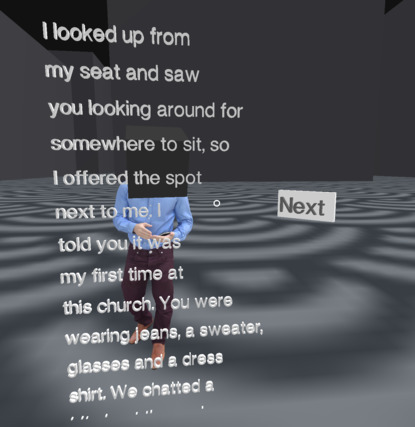 I looked up from
my seat and saw
you looking around for
somewhere to sit, so
I offered the spot
next to me. I
told you it was
my first time at
this church. You were
wearing jeans, a sweater,
glasses and a dress
shirt. We chatted a
Next